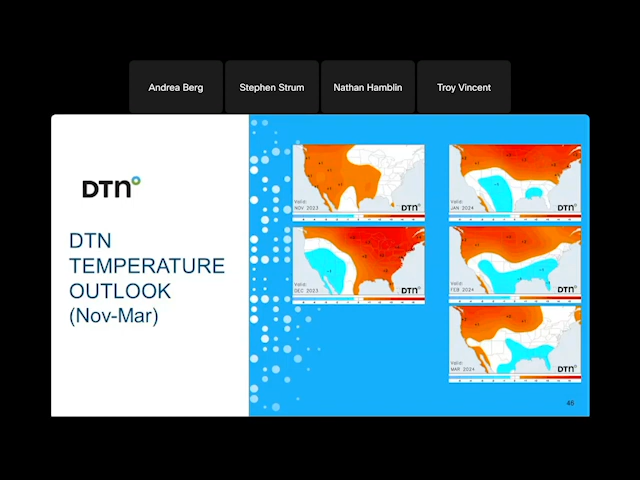 Andrea Berg
Stephen Strum
Nathan Hamblin
Troy Vincent
DTN
DTN
TEMPERATURE
OUTLOOK
(Nov-Mar)
Valid:
NOV 2023
DTN
Valid:
JAN 2024
DTN
Valid:
DEC 2023
DTN
Valid:
FEB 2024
DTN
Valid:
MAR 2024
DTN
46